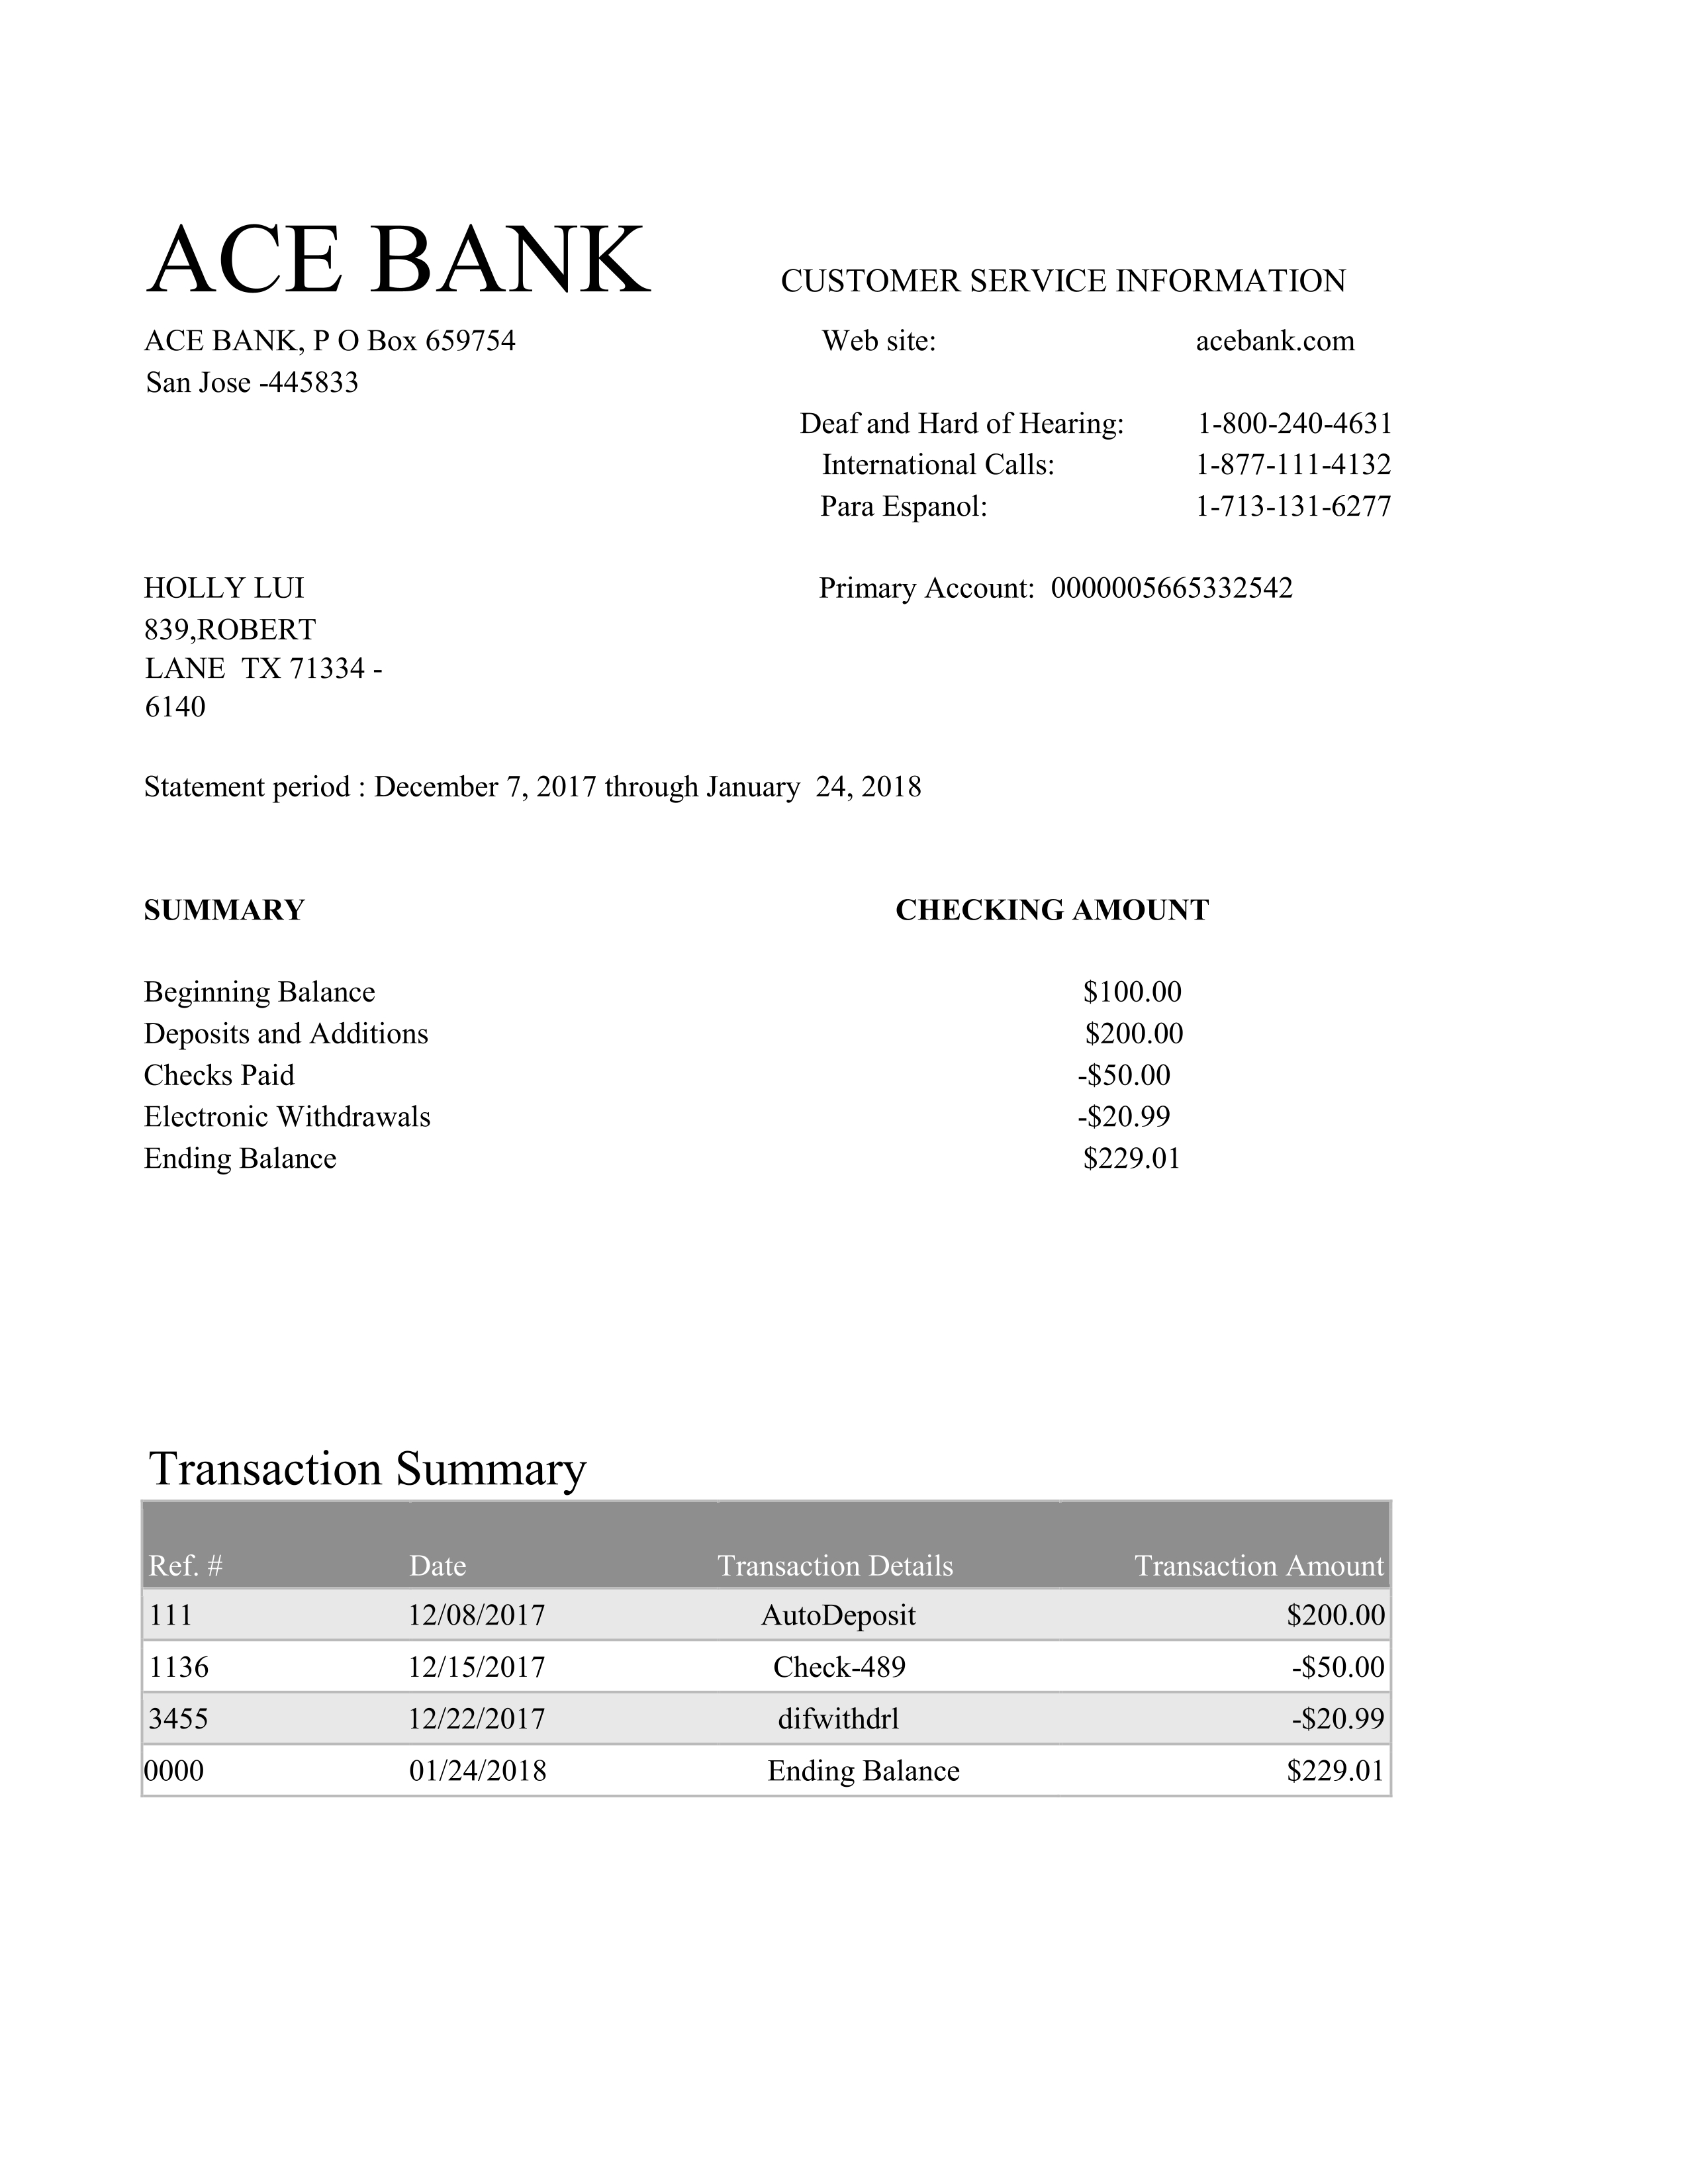 ACE BANK
CUSTOMER SERVICE INFORMATION
ACE BANK, P O Box 659754
Web site: acebank.com
San Jose -445833
Deaf and Hard of Hearing: 1-800-240-4631
International Calls: 1-877-111-4132
Para Espanol: 1-713-131-6277
HOLLY LUI
Primary Account: 0000005665332542
839,ROBERT
LANE TX 71334 -
6140
Statement period : December 7, 2017 through January 24, 2018
SUMMARY CHECKING AMOUNT
Beginning Balance $100.00
Deposits and Additions $200.00
Checks Paid -$50.00
Electronic Withdrawals -$20.99
Ending Balance $229.01
Transaction Summary
Ref. # Date Transaction Details Transaction Amount
111 12/08/2017 AutoDeposit $200.00
1136 12/15/2017 Check-489 -$50.00
3455 12/22/2017 difwithdrl -$20.99
0000 01/24/2018 Ending Balance $229.01